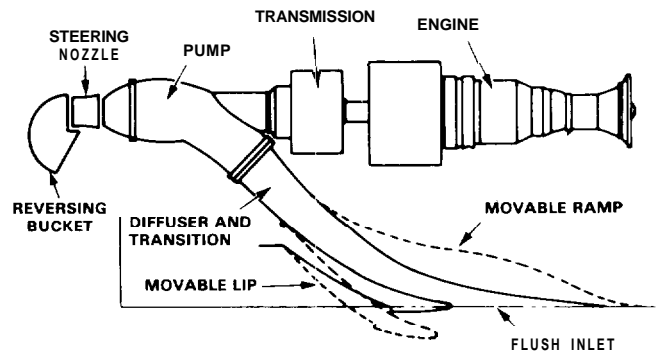 TRANSMISSION
ENGINE
STEERING
NOZZLE
PUMP
REVERSING
BUCKET
DIFFUSER AND
TRANSITION
MOVABLE RAMP
MOVABLE LIP
FLUSH INLET